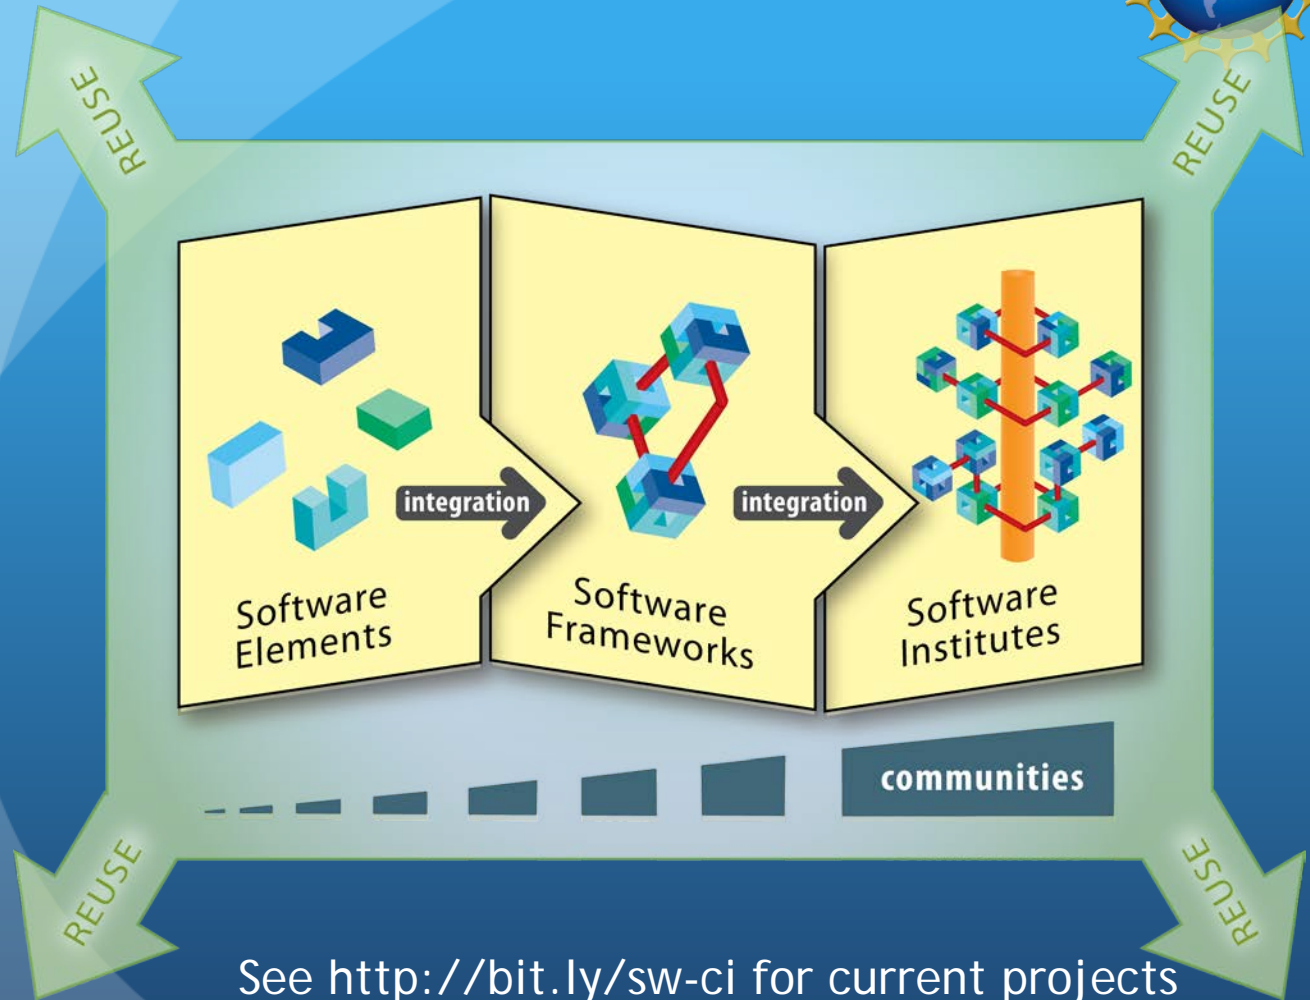 REUSE
REUSE
integration
integration
Software
Elements
Software
Frameworks
Software
Institutes
communities
REUSE
REUSE
See http://bit.ly/sw-ci for current projects